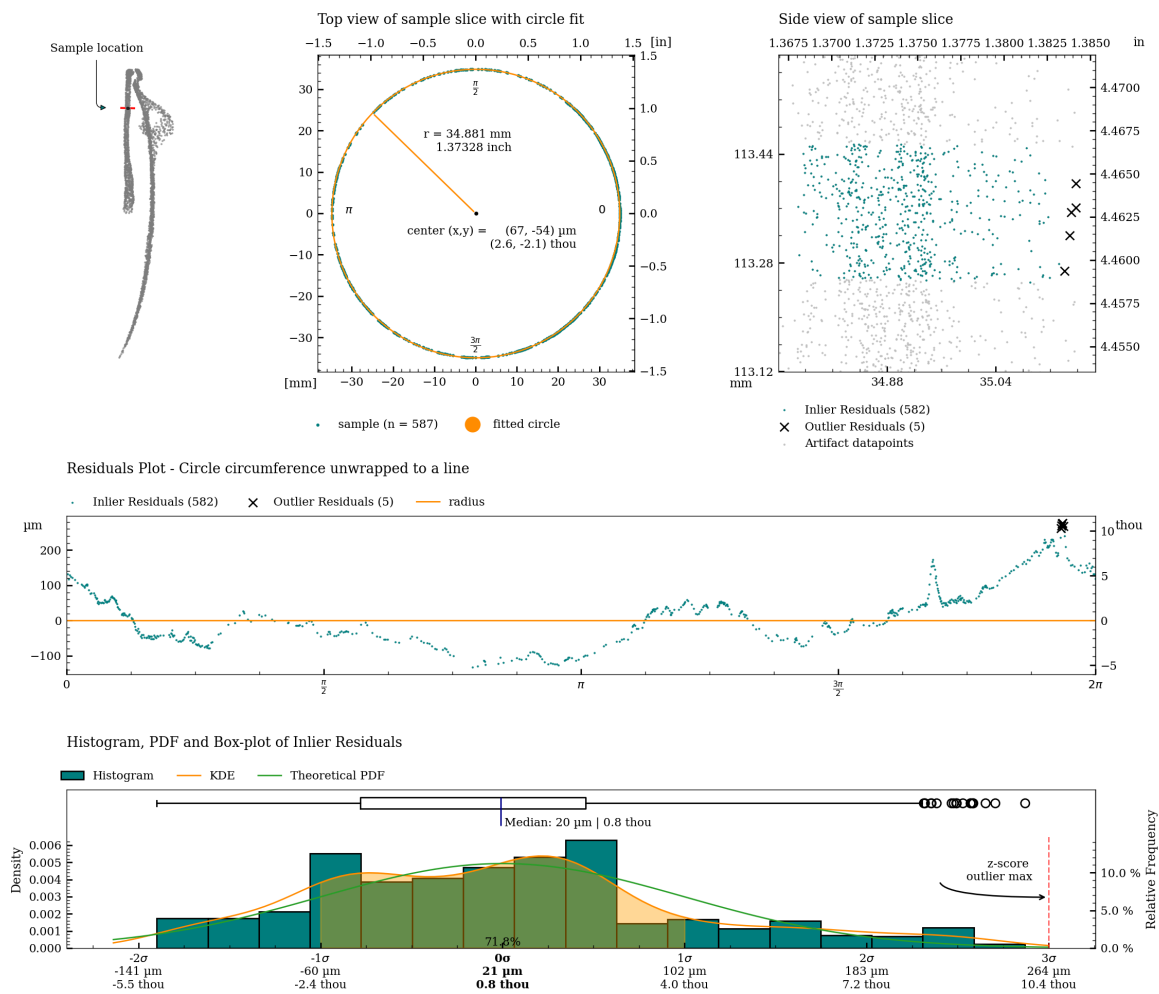 Sample location
Top view of sample slice with circle fit
−1.5 −1.0 −0.5 0.0 0.5 1.0 1.5 [in]
1.5
1.0
0.5
0.0
−0.5
−1.0
−1.5
30
20
10
0
−10
−20
−30
π/2
π
0
3π/2
r = 34.881 mm
1.37328 inch
center (x,y) = (67, -54) µm
(2.6, -2.1) thou
[mm] −30 −20 −10 0 10 20 30
sample (n = 587) fitted circle
Side view of sample slice
1.3675 1.3700 1.3725 1.3750 1.3775 1.3800 1.3825 1.3850 in
4.4700
4.4675
4.4650
4.4625
4.4600
4.4575
4.4550
113.44
113.28
113.12
mm 34.88 35.04
Inlier Residuals (582)
Outlier Residuals (5)
Artifact datapoints
Residuals Plot - Circle circumference unwrapped to a line
Inlier Residuals (582) Outlier Residuals (5) radius
µm
200
100
0
−100
thou
10
5
0
−5
0 π/2 π 3π/2 2π
Histogram, PDF and Box-plot of Inlier Residuals
Histogram KDE Theoretical PDF
Median: 20 µm | 0.8 thou
z-score
outlier max
Density
0.006
0.005
0.004
0.003
0.002
0.001
0.000
Relative Frequency
10.0 %
5.0 %
0.0 %
71.8%
-2σ -1σ 0σ 1σ 2σ 3σ
-141 µm -60 µm 21 µm 102 µm 183 µm 264 µm
-5.5 thou -2.4 thou 0.8 thou 4.0 thou 7.2 thou 10.4 thou